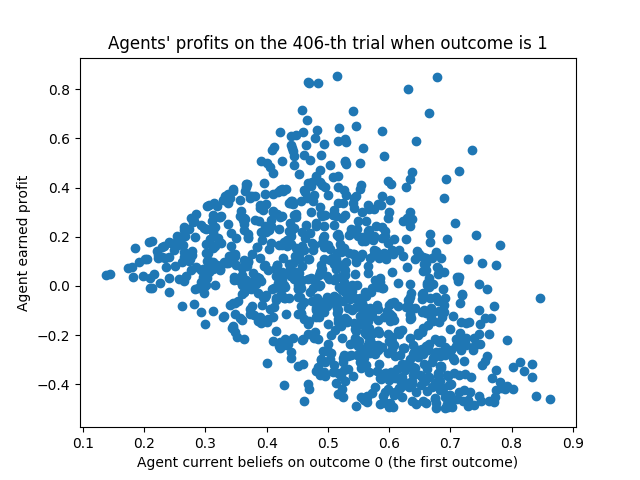 Agents' profits on the 406-th trial when outcome is 1
Agent earned profit
0.8
0.6
0.4
0.2
0.0
−0.2
−0.4
0.1 0.2 0.3 0.4 0.5 0.6 0.7 0.8 0.9
Agent current beliefs on outcome 0 (the first outcome)